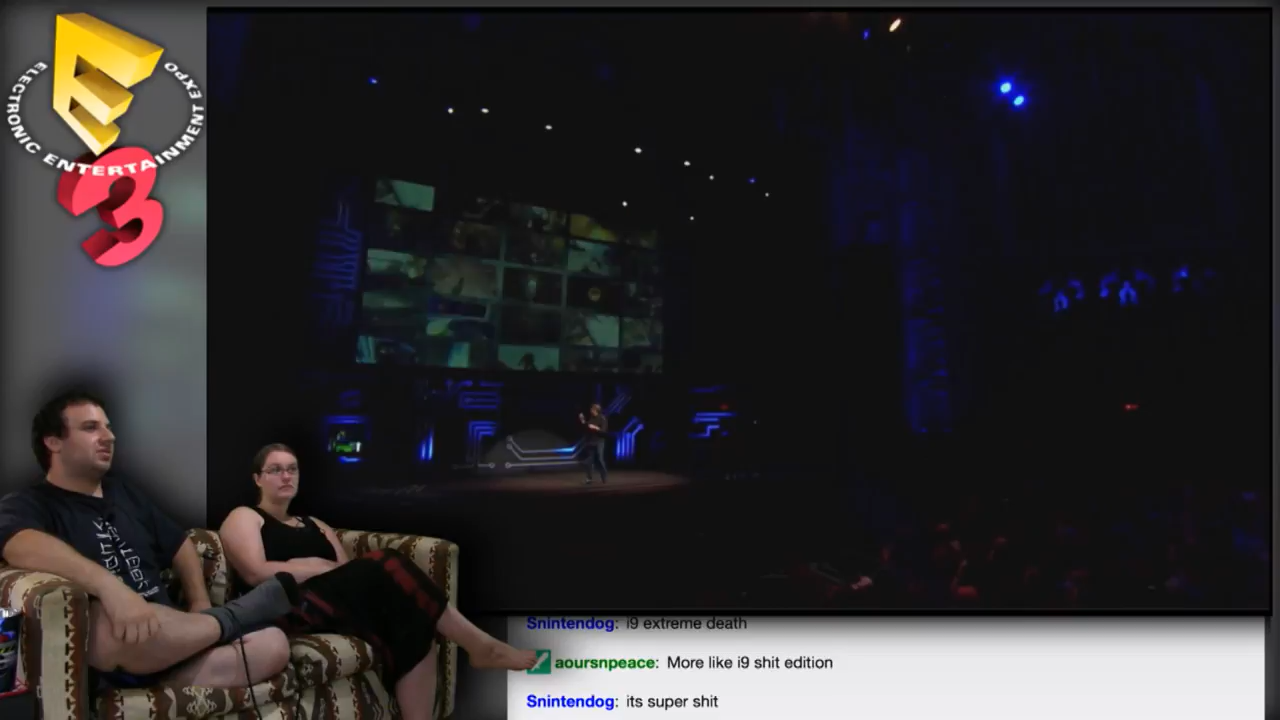 ELECTRONIC ENTERTAINMENT EXPO
E
3
Snintendog: i9 extreme death
aoursnpeace: More like i9 shit edition
Snintendog: its super shit